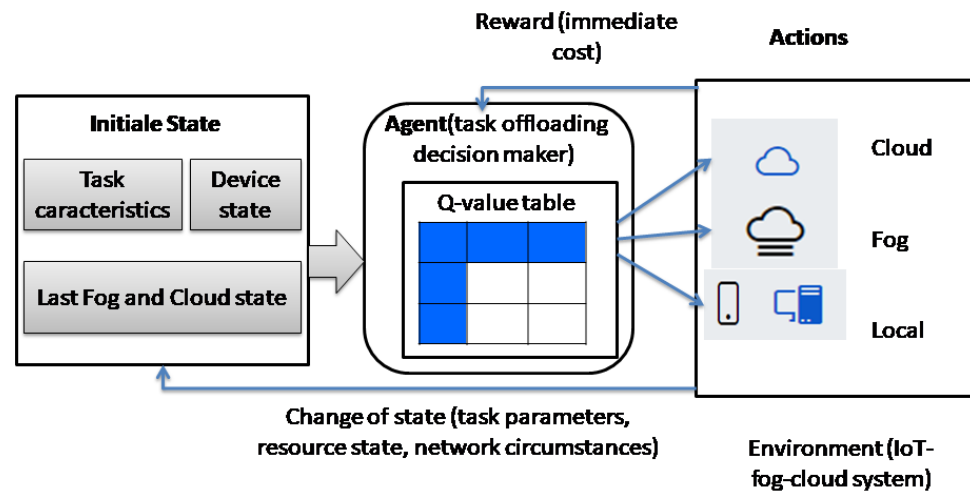 Reward (immediate
cost)
Actions
Initiale State
Task
caracteristics
Device
state
Last Fog and Cloud state
Agent(task offloading
decision maker)
Q-value table
Cloud
Fog
Local
Change of state (task parameters,
resource state, network circumstances)
Environment (IoT-
fog-cloud system)